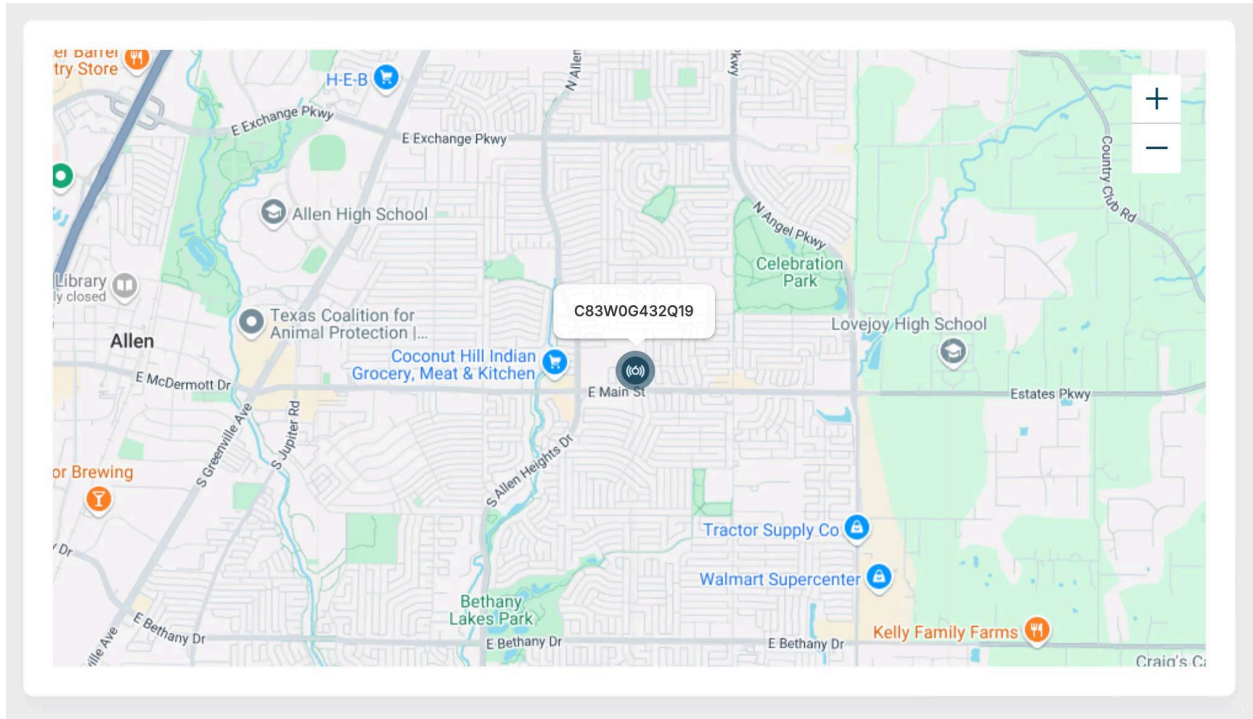 er Barrel
try Store
H-E-B
N Allen
Pkwy
E Exchange Pkwy
E Exchange Pkwy
Country Club Rd
Allen High School
N Angel Pkwy
Celebration
Park
Library
ly closed
C83W0G432Q19
Texas Coalition for
Animal Protection |...
Lovejoy High School
Allen
Coconut Hill Indian
Grocery, Meat & Kitchen
E McDermott Dr
E Main St
Estates Pkwy
S Greenville Ave
S Jupiter Rd
S Allen Heights Dr
or Brewing
Tractor Supply Co
Dr
Walmart Supercenter
Bethany
Lakes Park
E Bethany Dr
Kelly Family Farms
E Bethany Dr
E Bethany Dr
ville Ave
Craig's Ca